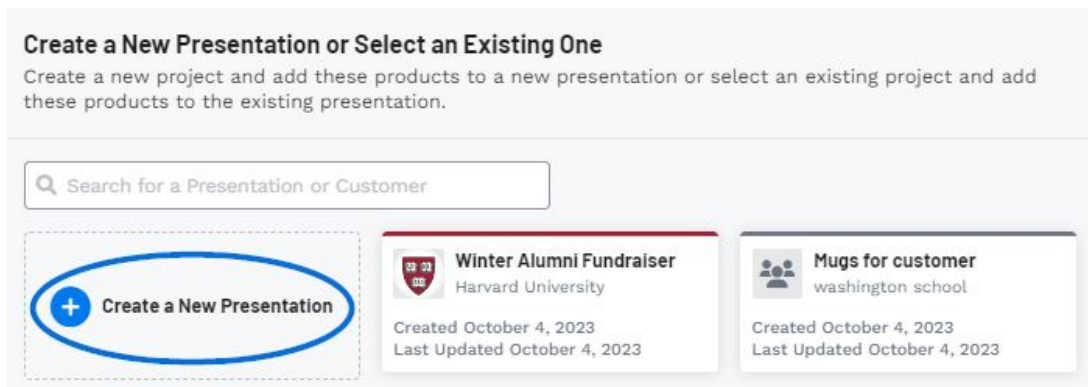 Create a New Presentation or Select an Existing One
Create a new project and add these products to a new presentation or select an existing project and add
these products to the existing presentation.
Search for a Presentation or Customer
Create a New Presentation
Winter Alumni Fundraiser
Harvard University
Created October 4, 2023
Last Updated October 4, 2023
Mugs for customer
washington school
Created October 4, 2023
Last Updated October 4, 2023